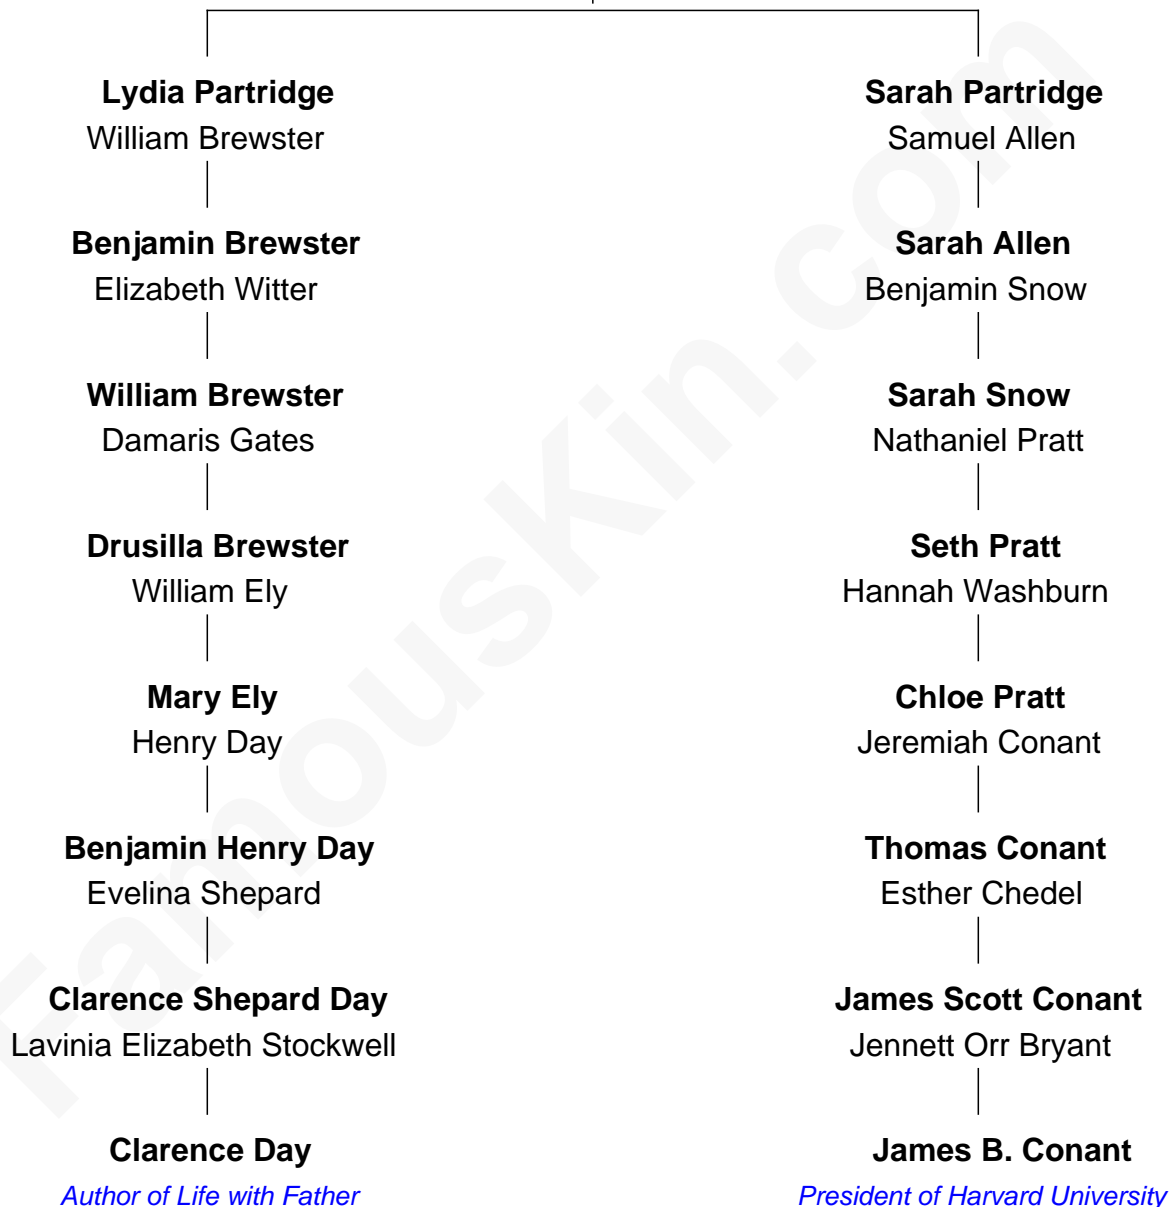 Lydia Partridge
William Brewster
Benjamin Brewster
Elizabeth Witter
William Brewster
Damaris Gates
Drusilla Brewster
William Ely
Mary Ely
Henry Day
Benjamin Henry Day
Evelina Shepard
Clarence Shepard Day
Lavinia Elizabeth Stockwell
Clarence Day
Author of Life with Father
Sarah Partridge
Samuel Allen
Sarah Allen
Benjamin Snow
Sarah Snow
Nathaniel Pratt
Seth Pratt
Hannah Washburn
Chloe Pratt
Jeremiah Conant
Thomas Conant
Esther Chedel
James Scott Conant
Jennett Orr Bryant
James B. Conant
President of Harvard University
FamousKin.com